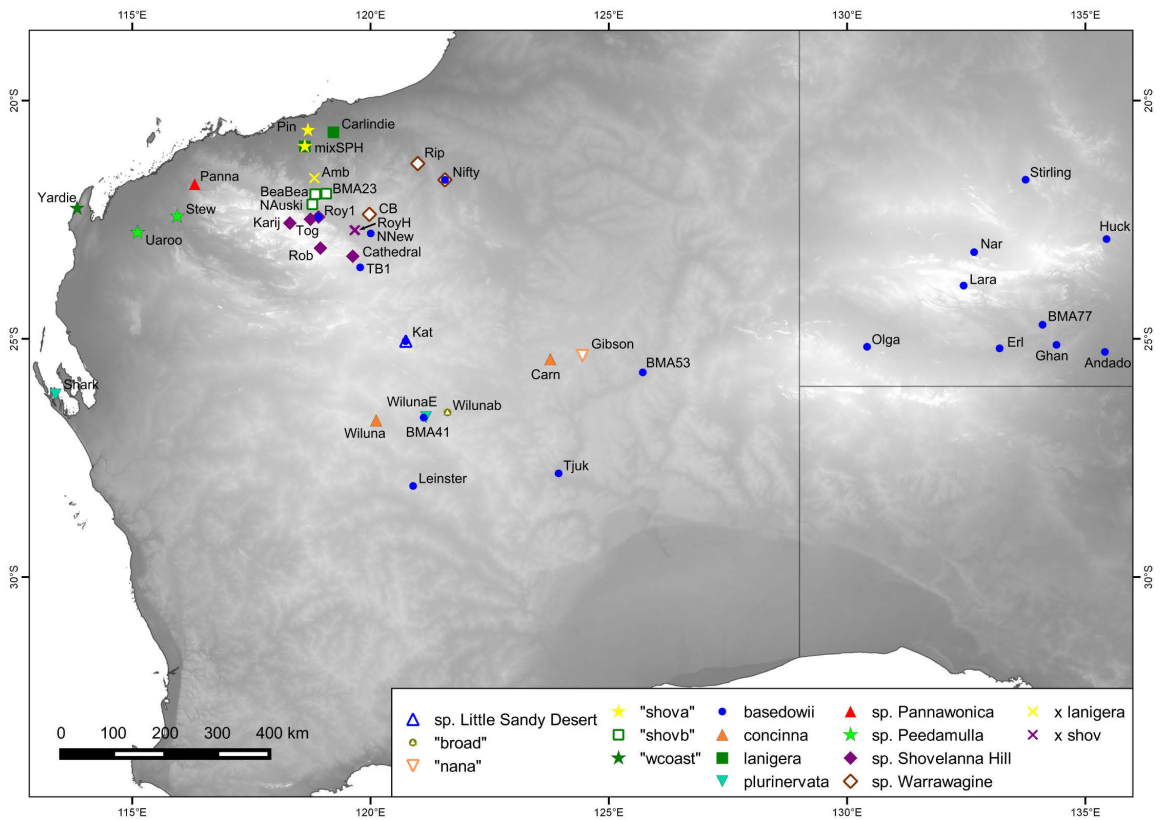 115°E 120°E 125°E 130°E 135°E
20°S 20°S
Pin Carlindie
mixSPH
Rip
Panna Amb Nifty Stirling
BeaBea BMA23
Yardie NAuski
Stew Roy1 CB
Karij Tog RoyH Huck
Uaroo NNew
Rob Cathedral Nar
TB1
Lara
BMA77
Kat
25°S 25°S
Gibson Olga Erl
Carn BMA53 Ghan Andado
Shark
WilunaE Wilunab
Wiluna BMA41
Tjuk
Leinster
30°S 30°S
0 100 200 300 400 km
sp. Little Sandy Desert
"broad"
"nana"
"shova"
"shovb"
"wcoast"
basedowii
concinna
lanigera
plurinervata
sp. Pannawonica
sp. Peedamulla
sp. Shovelanna Hill
sp. Warrawagine
x lanigera
x shov
115°E 120°E 125°E 130°E 135°E